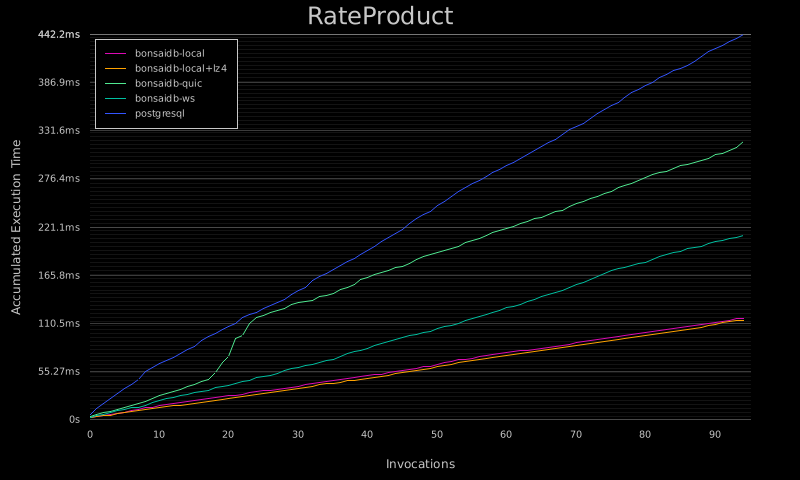 RateProduct
442.2ms
386.9ms
331.6ms
276.4ms
221.1ms
165.8ms
110.5ms
55.27ms
0s
Accumulated Execution Time
bonsaidb-local
bonsaidb-local+lz4
bonsaidb-quic
bonsaidb-ws
postgresql
0 10 20 30 40 50 60 70 80 90
Invocations